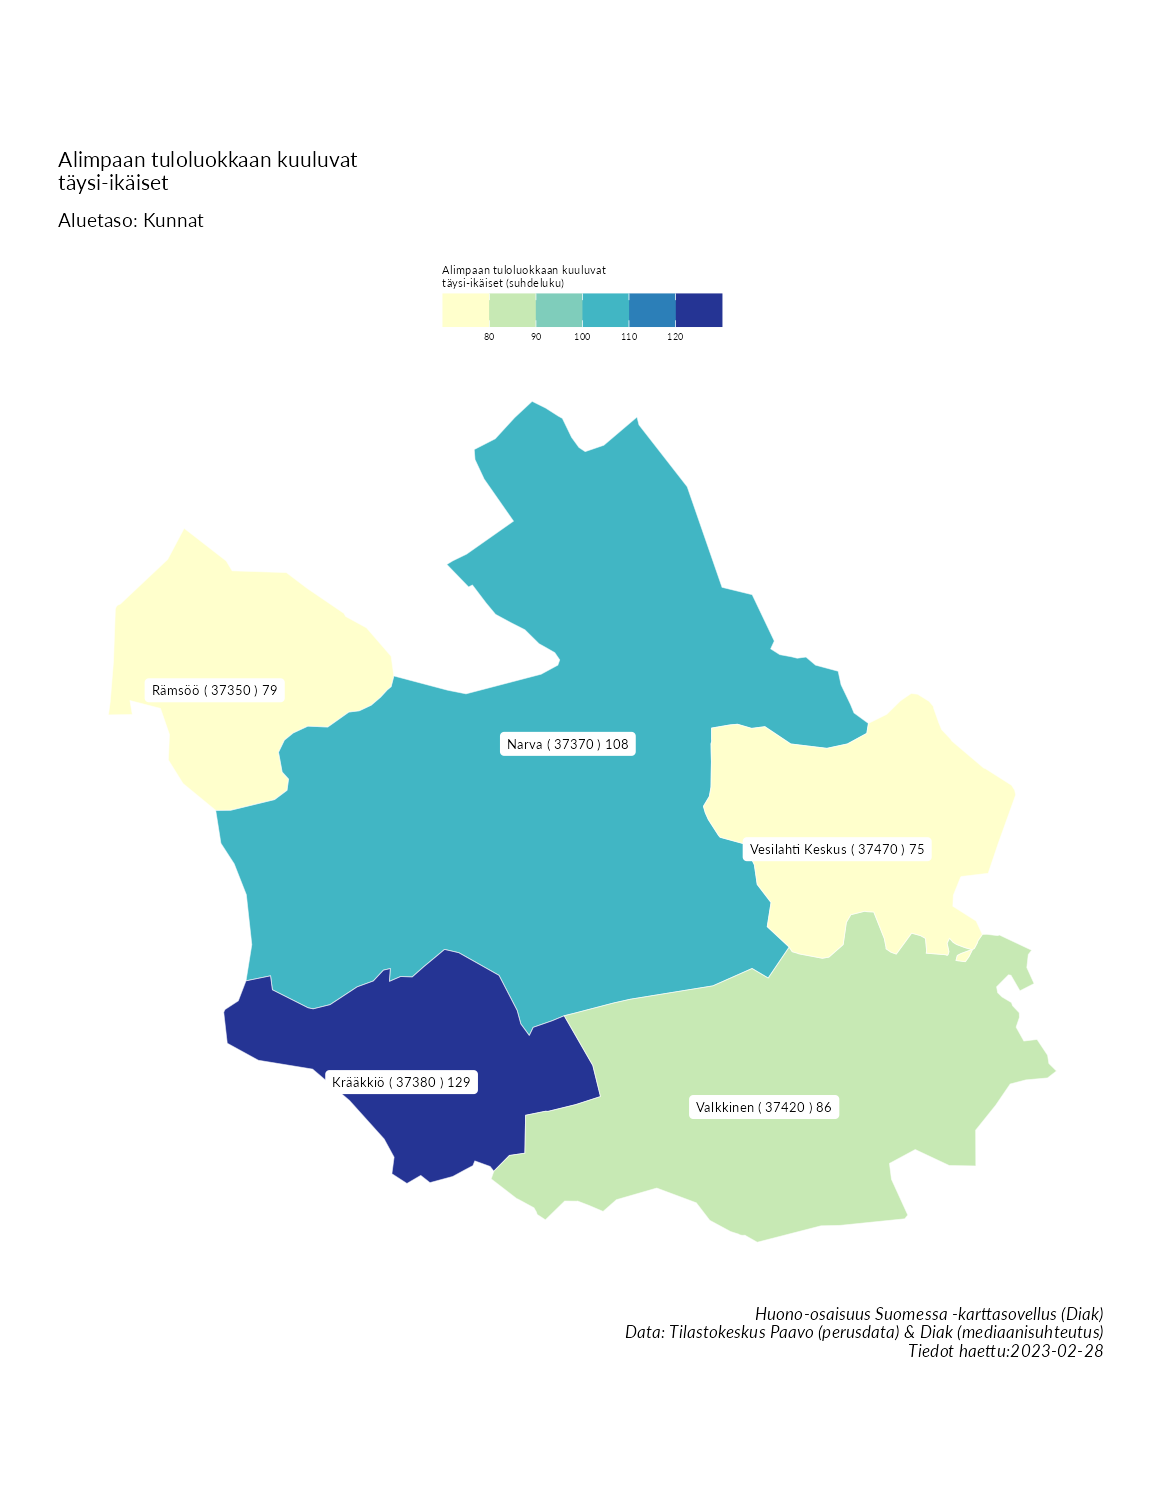 Alimpaan tuloluokkaan kuuluvat
täysi-ikäiset
Aluetaso: Kunnat
Alimpaan tuloluokkaan kuuluvat
täysi-ikäiset (suhdeluku)
80 90 100 110 120
Rämsöö ( 37350 ) 79
Narva ( 37370 ) 108
Vesilahti Keskus ( 37470 ) 75
Krääkkiö ( 37380 ) 129
Valkkinen ( 37420 ) 86
Huono-osaisuus Suomessa -karttasovellus (Diak)
Data: Tilastokeskus Paavo (perusdata) & Diak (mediaanisuhteutus)
Tiedot haettu:2023-02-28